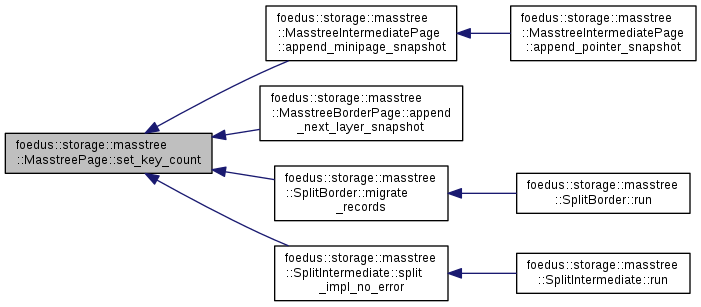 foedus::storage::masstree
::MasstreePage::set_key_count
foedus::storage::masstree
::MasstreeIntermediatePage
::append_minipage_snapshot
foedus::storage::masstree
::MasstreeIntermediatePage
::append_pointer_snapshot
foedus::storage::masstree
::MasstreeBorderPage::append
_next_layer_snapshot
foedus::storage::masstree
::SplitBorder::migrate
_records
foedus::storage::masstree
::SplitBorder::run
foedus::storage::masstree
::SplitIntermediate::split
_impl_no_error
foedus::storage::masstree
::SplitIntermediate::run